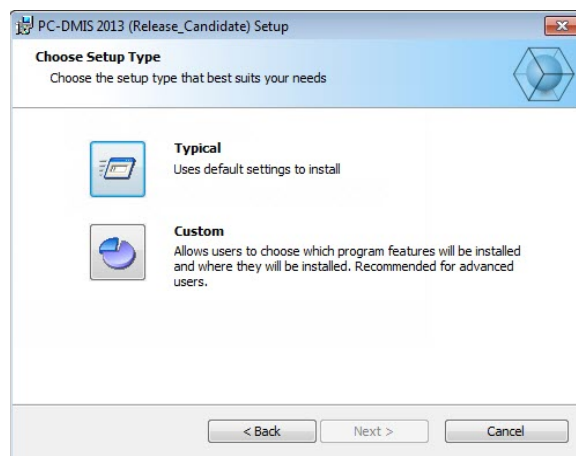 PC-DMIS 2013 (Release_Candidate) Setup
Choose Setup Type
Choose the setup type that best suits your needs
Typical
Uses default settings to install
Custom
Allows users to choose which program features will be installed
and where they will be installed. Recommended for advanced
users.
< Back Next > Cancel